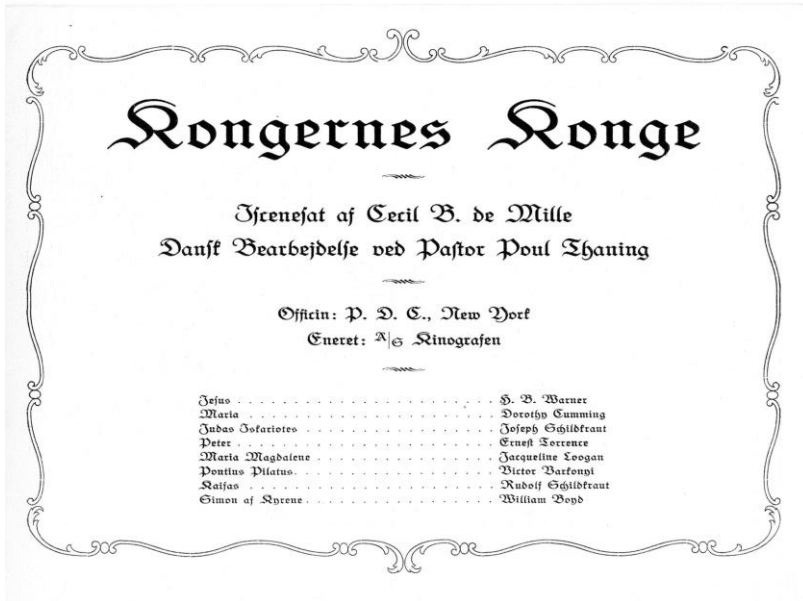 Kongernes Konge
Iscenesat af Cecil B. de Mille
Dansk Bearbejdelse ved Pastor Poul Thaning
Officin: P. D. C., New York
Eneret: A/S Kinografen
Jesus . . . . . . . . . . . . . . . . . . . . . . H. B. Warner
Maria . . . . . . . . . . . . . . . . . . . . . . Dorothy Cumming
Judas Iskariotes . . . . . . . . . . . . . . . . . Joseph Schildkraut
Peter . . . . . . . . . . . . . . . . . . . . . . Ernest Torrence
Maria Magdalene . . . . . . . . . . . . . . . . Jacqueline Loogan
Pontius Pilatus. . . . . . . . . . . . . . . . . . Victor Varkonyi
Kaifas . . . . . . . . . . . . . . . . . . . . . . Rudolf Schildkraut
Simon af Kyrene . . . . . . . . . . . . . . . . . William Boyd